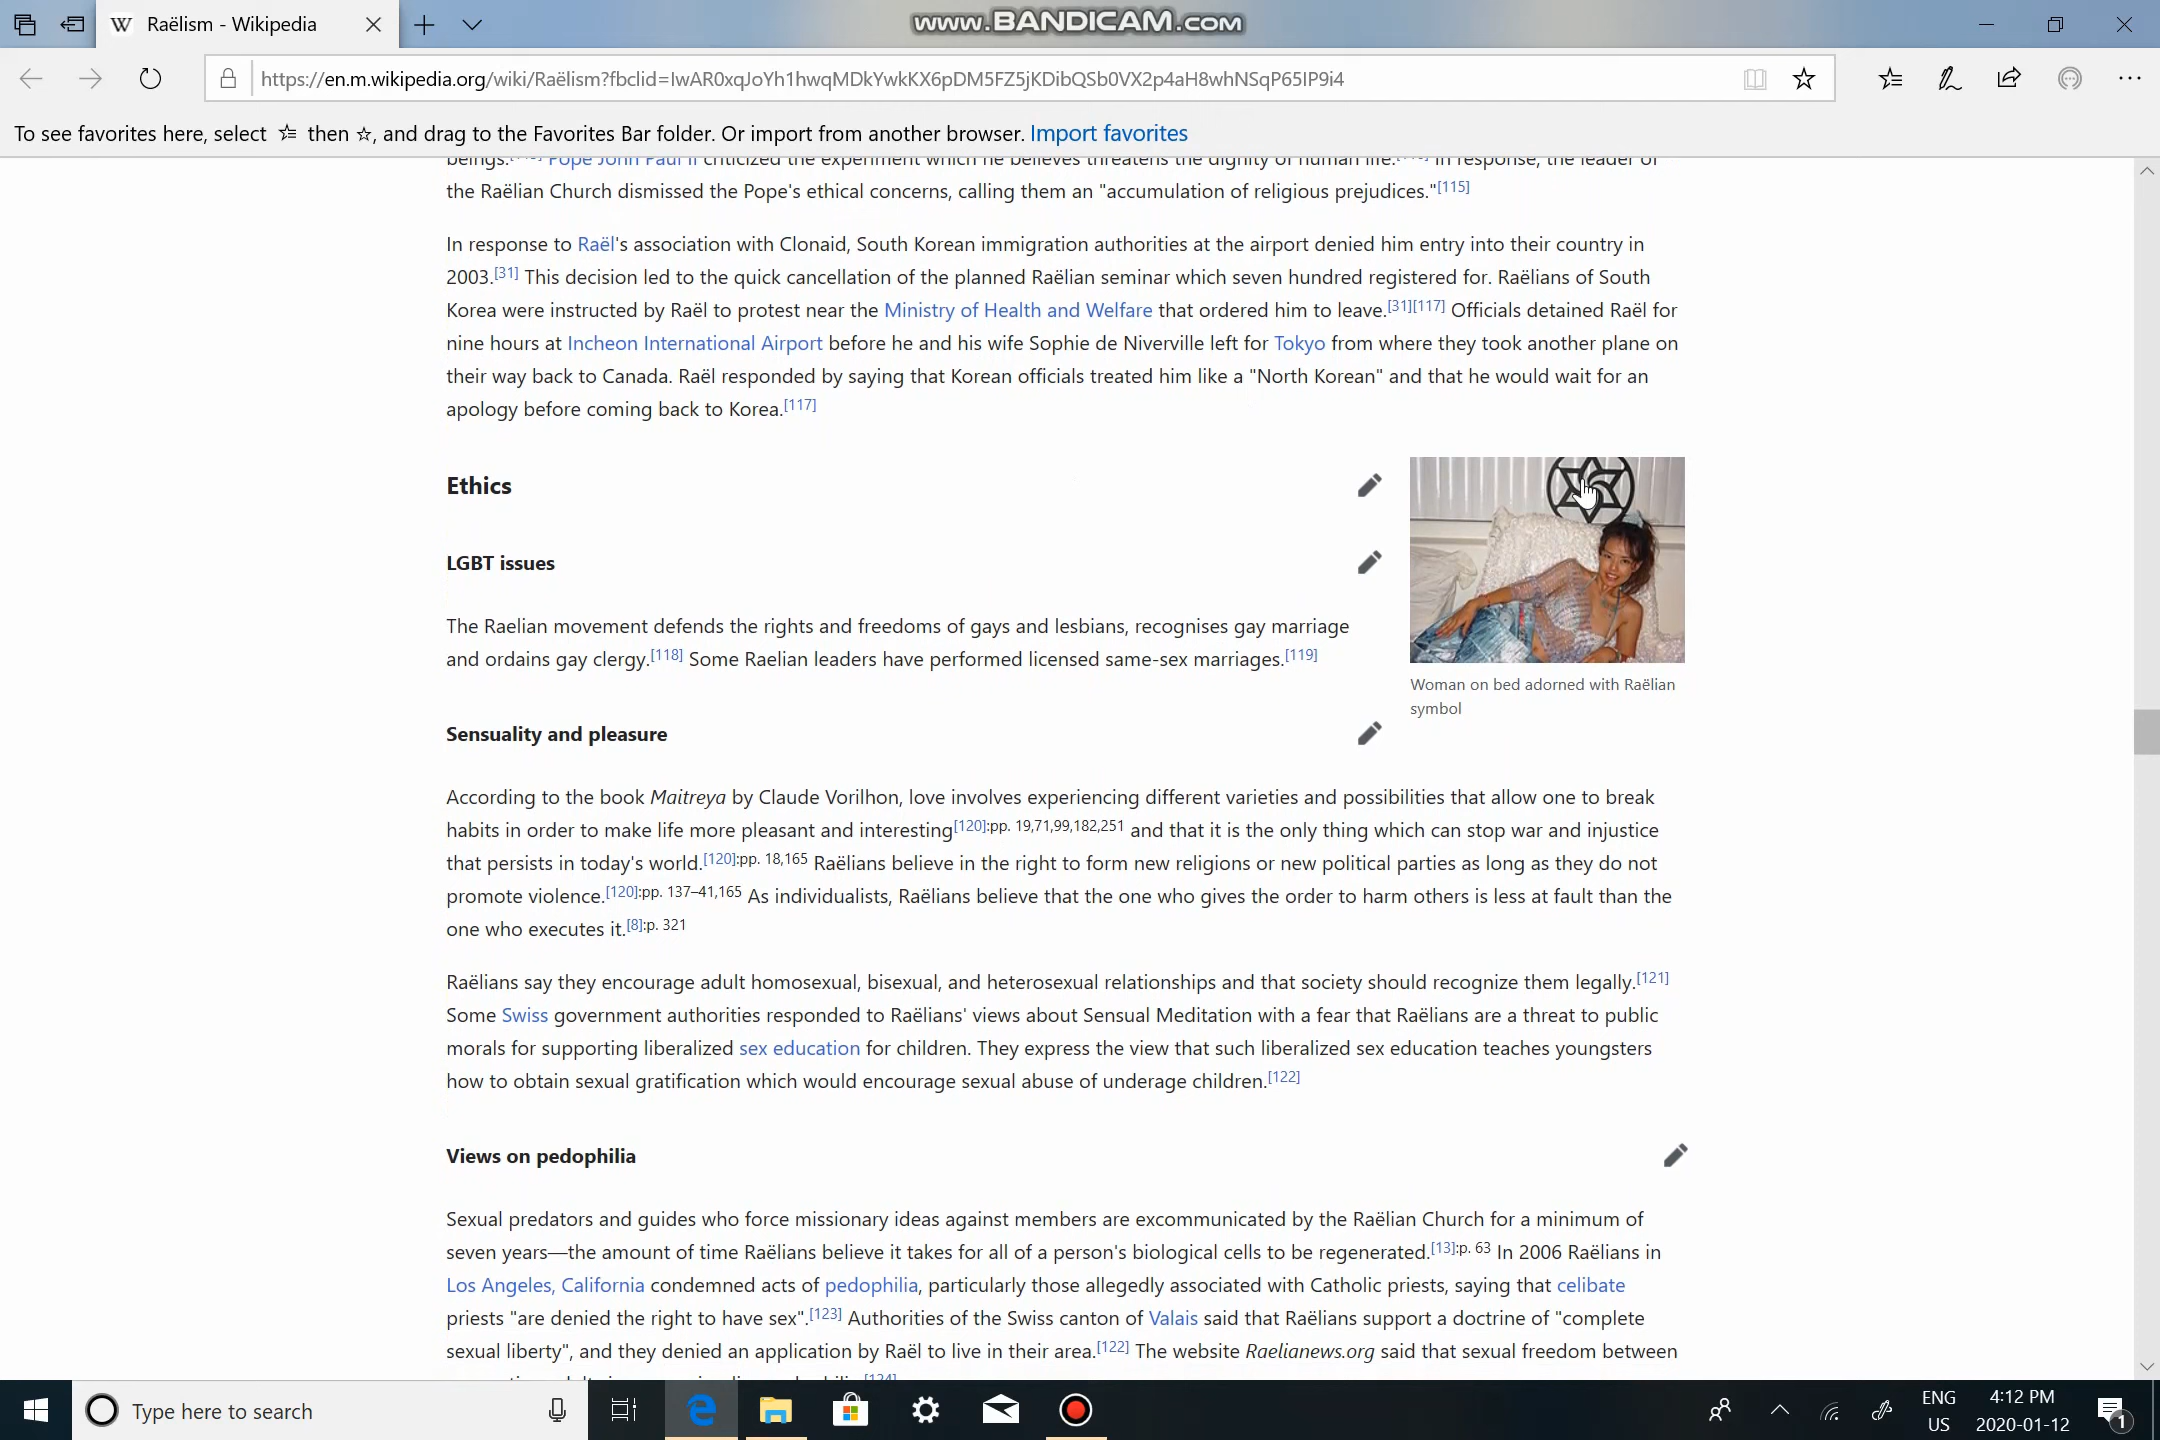 Raëlism - Wikipedia
www.BANDICAM.com
https://en.m.wikipedia.org/wiki/Raëlism?fbclid=IwAR0xqJoYh1hwqMDkYwkKX6pDM5FZ5jKDibQSb0VX2p4aH8whNSqP65IP9i4
To see favorites here, select then , and drag to the Favorites Bar folder. Or import from another browser. Import favorites
beings. Pope John Paul II criticized the experiment which he believes threatens the dignity of human life. In response, the leader of
the Raëlian Church dismissed the Pope's ethical concerns, calling them an "accumulation of religious prejudices."[115]
In response to Raël's association with Clonaid, South Korean immigration authorities at the airport denied him entry into their country in
2003.[31] This decision led to the quick cancellation of the planned Raëlian seminar which seven hundred registered for. Raëlians of South
Korea were instructed by Raël to protest near the Ministry of Health and Welfare that ordered him to leave.[31][117] Officials detained Raël for
nine hours at Incheon International Airport before he and his wife Sophie de Niverville left for Tokyo from where they took another plane on
their way back to Canada. Raël responded by saying that Korean officials treated him like a "North Korean" and that he would wait for an
apology before coming back to Korea.[117]
Ethics
LGBT issues
The Raelian movement defends the rights and freedoms of gays and lesbians, recognises gay marriage
and ordains gay clergy.[118] Some Raelian leaders have performed licensed same-sex marriages.[119]
Woman on bed adorned with Raëlian
symbol
Sensuality and pleasure
According to the book Maitreya by Claude Vorilhon, love involves experiencing different varieties and possibilities that allow one to break
habits in order to make life more pleasant and interesting[120]:pp. 19,71,99,182,251 and that it is the only thing which can stop war and injustice
that persists in today's world.[120]:pp. 18,165 Raëlians believe in the right to form new religions or new political parties as long as they do not
promote violence.[120]:pp. 137–41,165 As individualists, Raëlians believe that the one who gives the order to harm others is less at fault than the
one who executes it.[8]:p. 321
Raëlians say they encourage adult homosexual, bisexual, and heterosexual relationships and that society should recognize them legally.[121]
Some Swiss government authorities responded to Raëlians' views about Sensual Meditation with a fear that Raëlians are a threat to public
morals for supporting liberalized sex education for children. They express the view that such liberalized sex education teaches youngsters
how to obtain sexual gratification which would encourage sexual abuse of underage children.[122]
Views on pedophilia
Sexual predators and guides who force missionary ideas against members are excommunicated by the Raëlian Church for a minimum of
seven years—the amount of time Raëlians believe it takes for all of a person's biological cells to be regenerated.[13]:p. 63 In 2006 Raëlians in
Los Angeles, California condemned acts of pedophilia, particularly those allegedly associated with Catholic priests, saying that celibate
priests "are denied the right to have sex".[123] Authorities of the Swiss canton of Valais said that Raëlians support a doctrine of "complete
sexual liberty", and they denied an application by Raël to live in their area.[122] The website Raelianews.org said that sexual freedom between
[124]
Type here to search
ENG
US
4:12 PM
2020-01-12
1